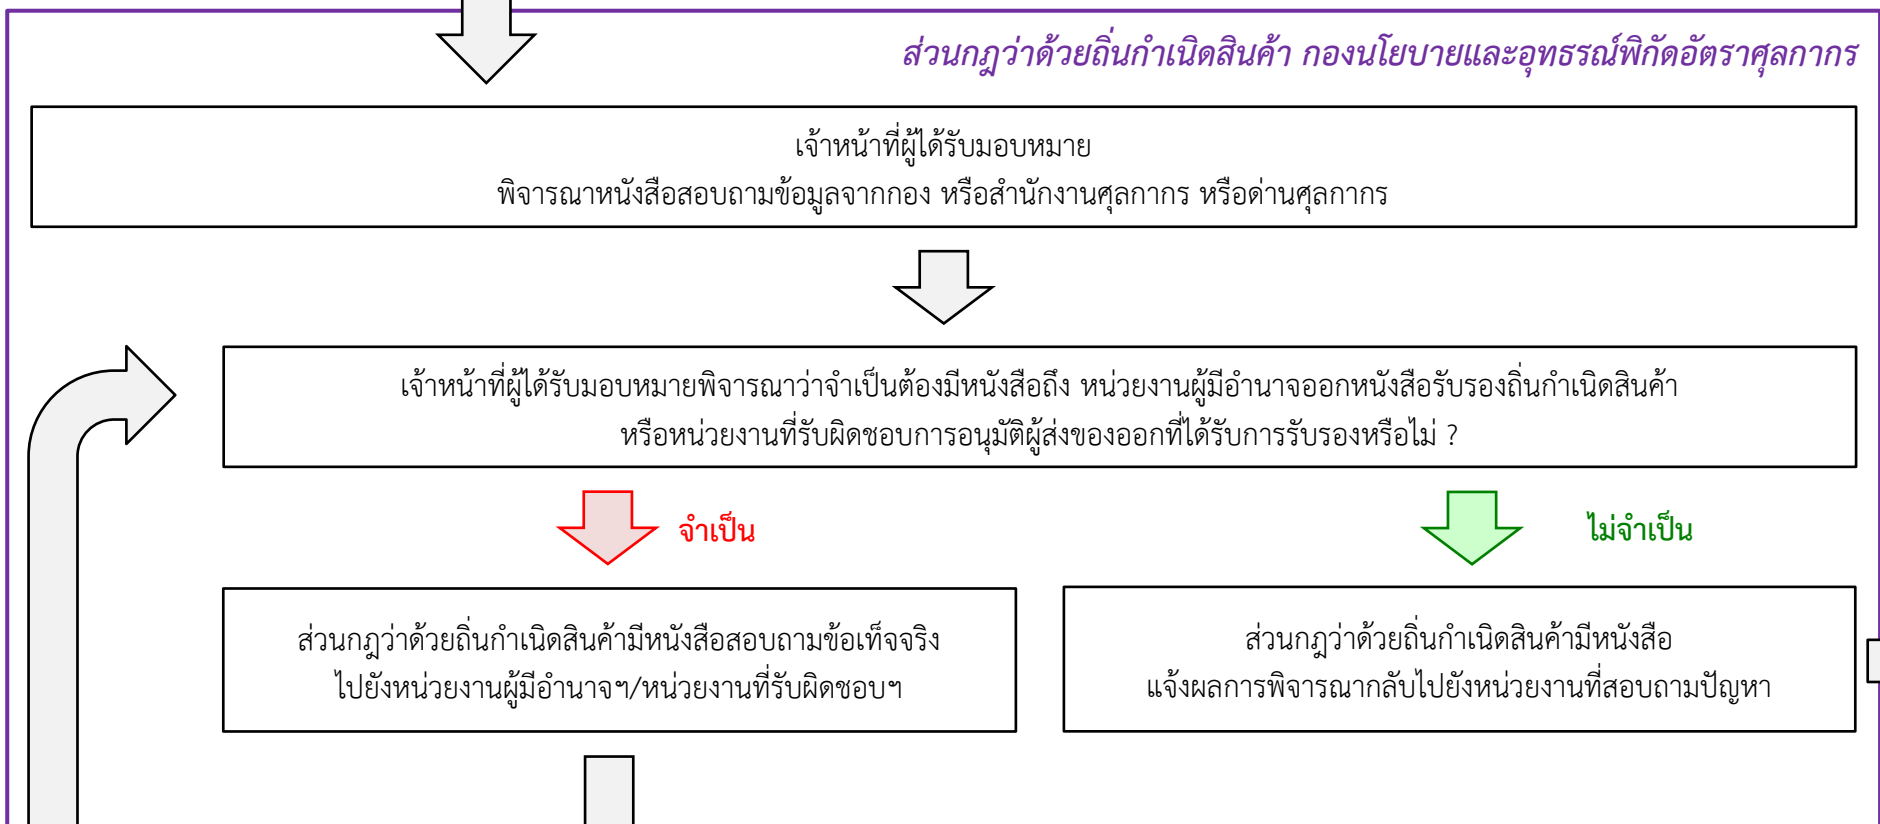 ส่วนกฎว่าด้วยถิ่นกำเนิดสินค้า กองนโยบายและอุทธรณ์พิกัดอัตราศุลกากร
เจ้าหน้าที่ผู้ได้รับมอบหมาย
พิจารณาหนังสือสอบถามข้อมูลจากกอง หรือสำนักงานศุลกากร หรือด่านศุลกากร
เจ้าหน้าที่ผู้ได้รับมอบหมายพิจารณาว่าจำเป็นต้องมีหนังสือถึง หน่วยงานผู้มีอำนาจออกหนังสือรับรองถิ่นกำเนิดสินค้า
หรือหน่วยงานที่รับผิดชอบการอนุมัติผู้ส่งของออกที่ได้รับการรับรองหรือไม่ ?
จำเป็น
ไม่จำเป็น
ส่วนกฎว่าด้วยถิ่นกำเนิดสินค้ามีหนังสือสอบถามข้อเท็จจริง
ไปยังหน่วยงานผู้มีอำนาจฯ/หน่วยงานที่รับผิดชอบฯ
ส่วนกฎว่าด้วยถิ่นกำเนิดสินค้ามีหนังสือ
แจ้งผลการพิจารณากลับไปยังหน่วยงานที่สอบถามปัญหา